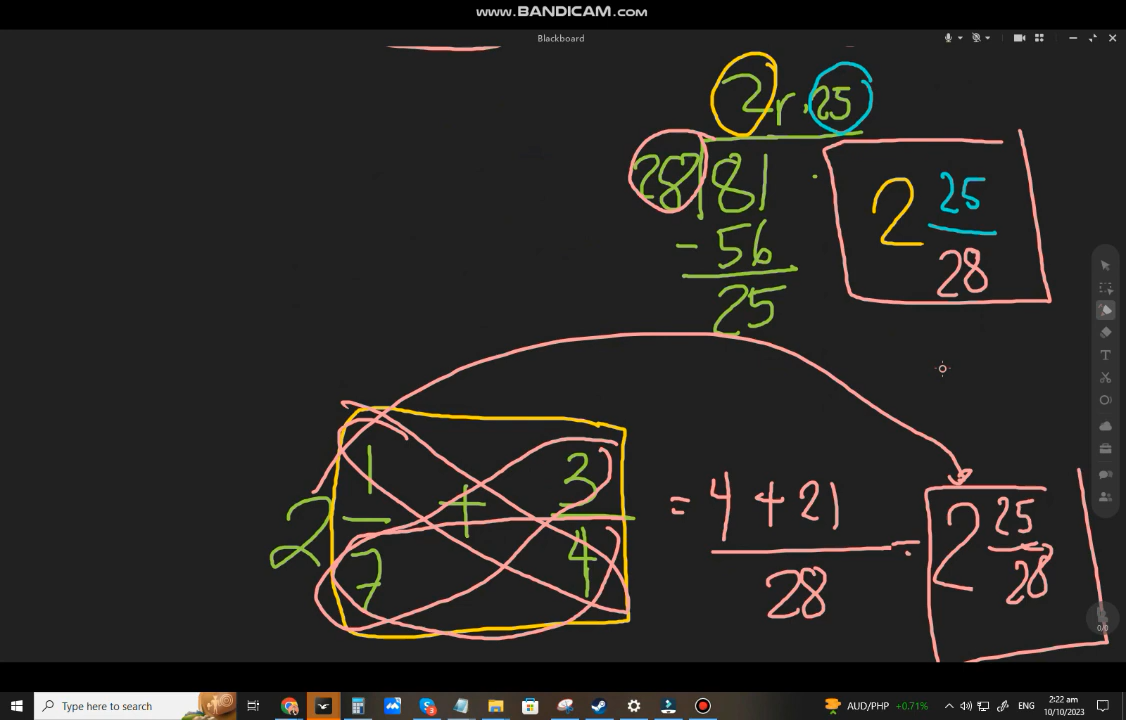 WWW.BANDICAM.COM
Blackboard
2 r. 25
28 81
- 56
25
2 25/28
2 1/7 + 3/4 = 4 + 21/28 = 2 25/28
0/0
Type here to search
AUD/PHP +0.71%
ENG
2:22 am
10/10/2023